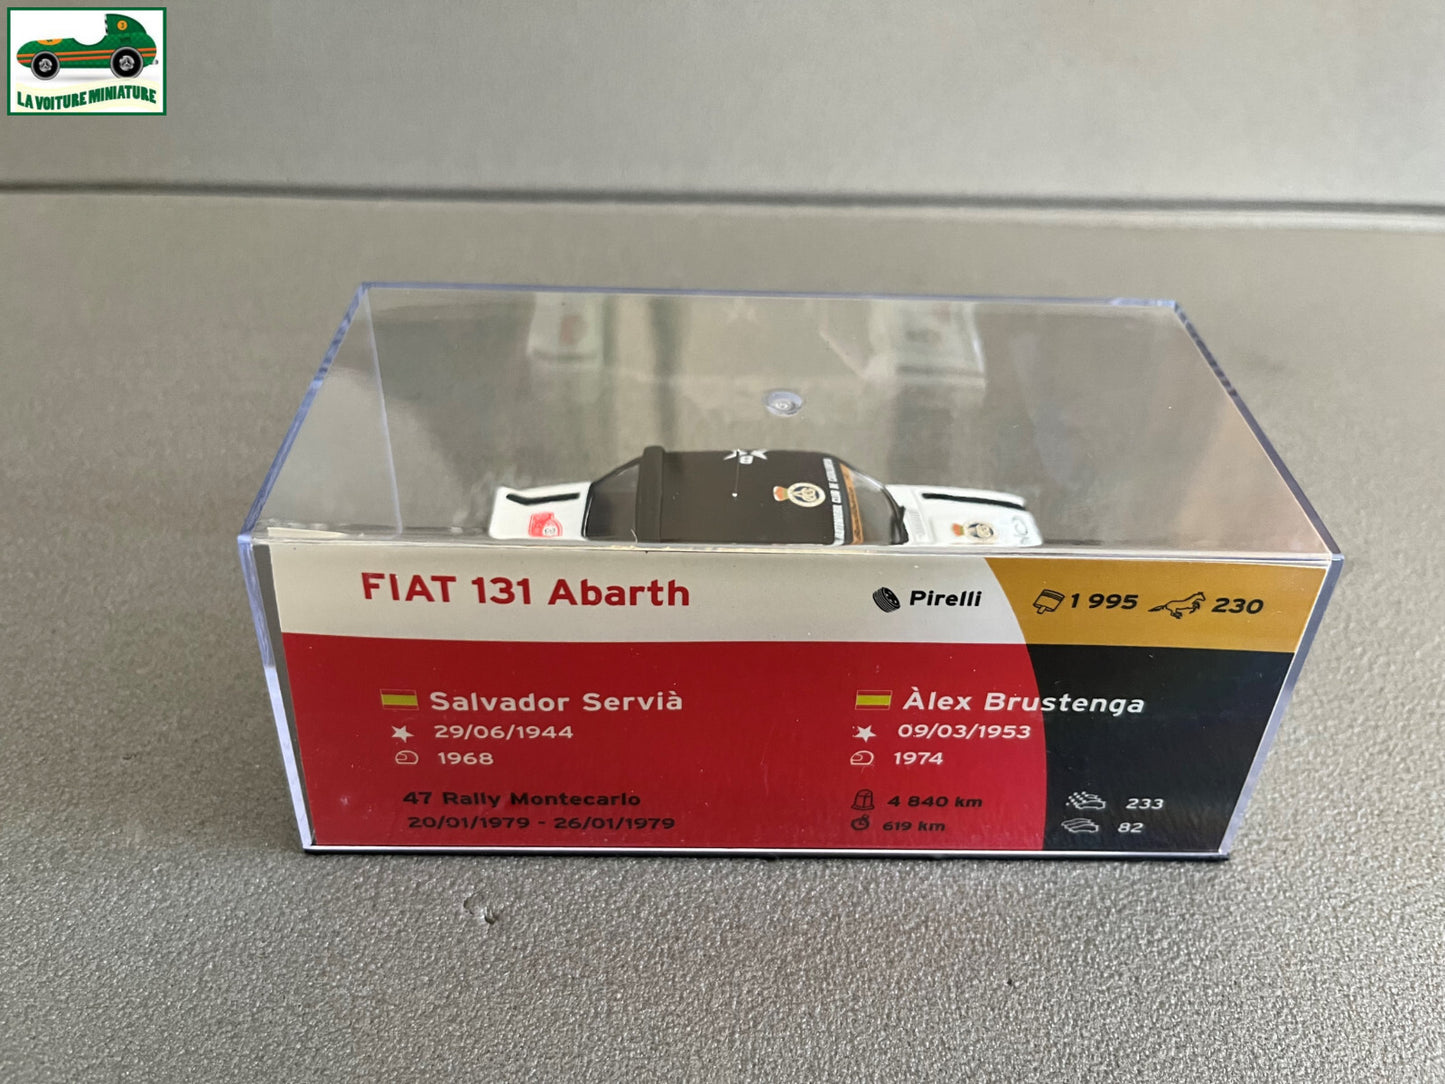 LA VOITURE MINIATURE
FIAT 131 Abarth
Pirelli
1 995
230
Salvador Servià
29/06/1944
1968
Àlex Brustenga
09/03/1953
1974
47 Rally Montecarlo
20/01/1979 - 26/01/1979
4 840 km
619 km
233
82